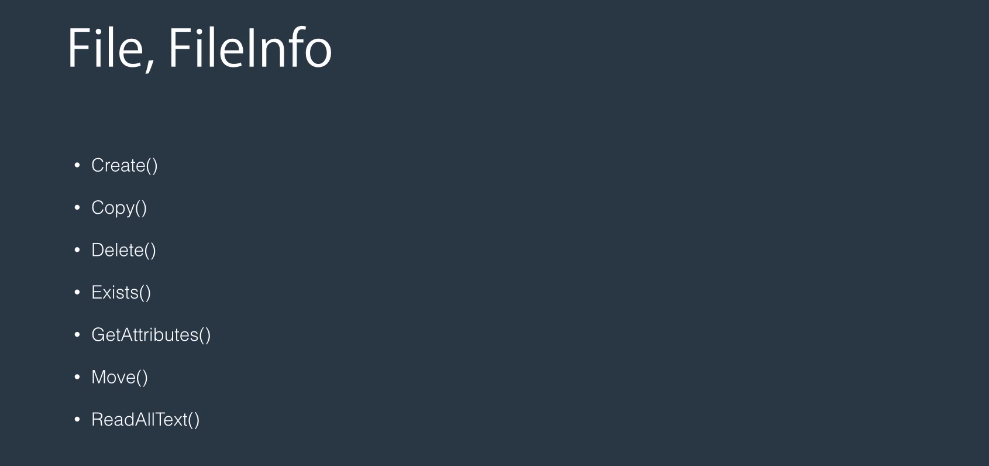 File, FileInfo
• Create()
• Copy()
• Delete()
• Exists()
• GetAttributes()
• Move()
• ReadAllText()